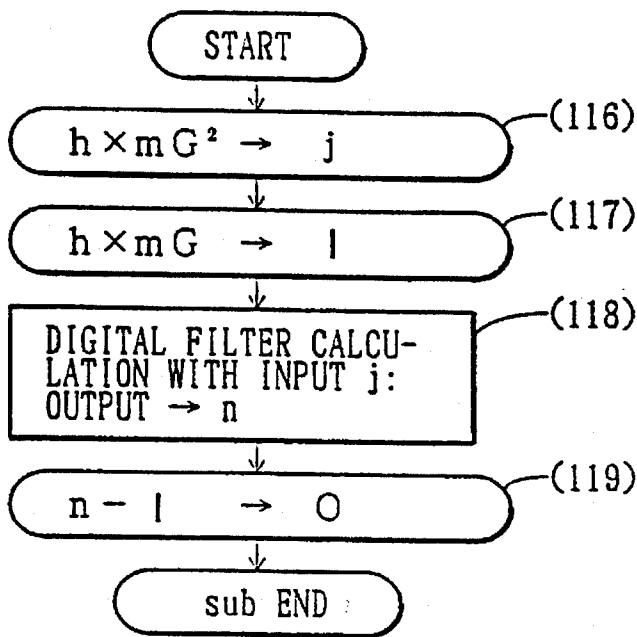 START
(116)
h × mG² → j
(117)
h × mG → l
(118)
DIGITAL FILTER CALCU-
LATION WITH INPUT j:
OUTPUT → n
(119)
n - l → O
sub END